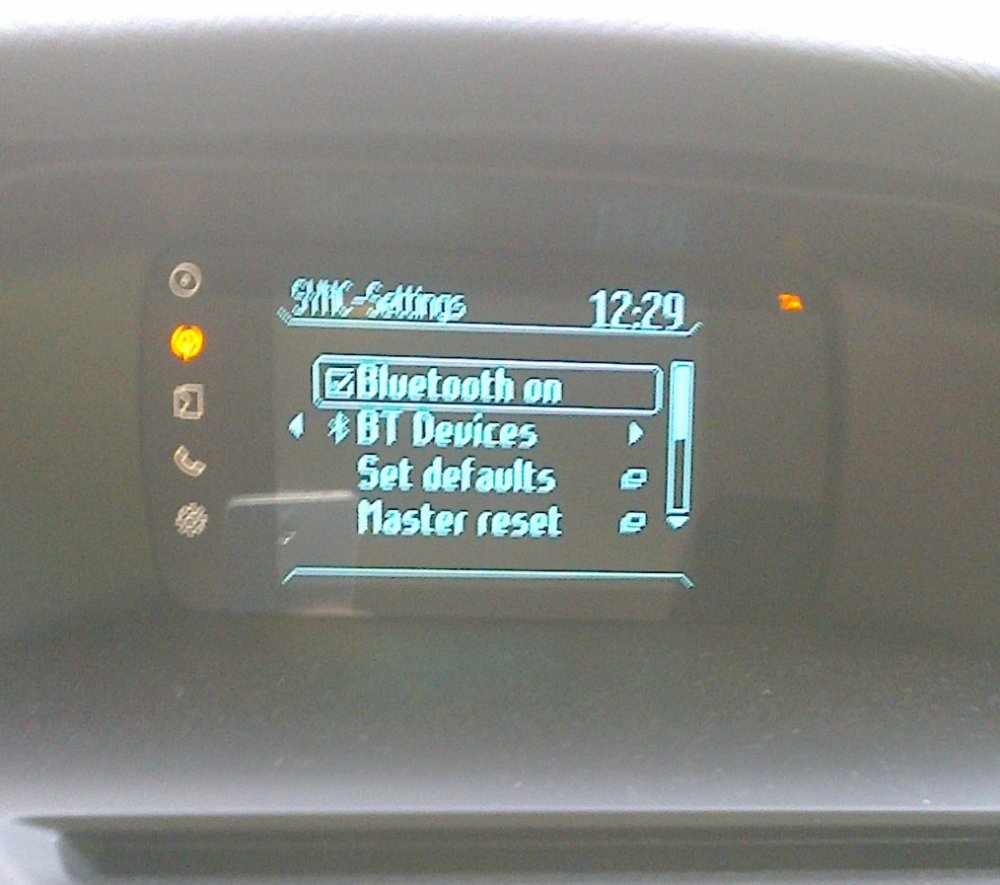 SYNC-Settings 12:29
Bluetooth on
BT Devices
Set defaults
Master reset